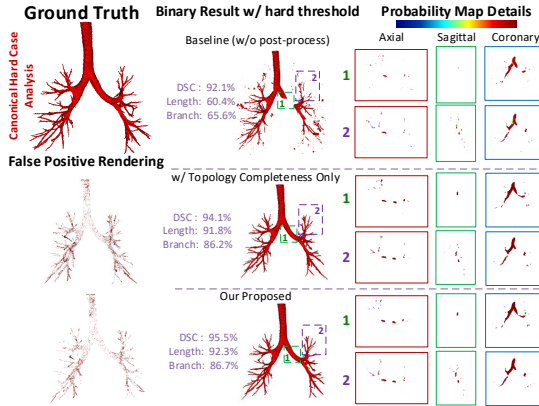 Ground Truth
Binary Result w/ hard threshold
Probability Map Details
Canonical Hard Case
Analysis
Baseline (w/o post-process)
Axial
Sagittal
Coronary
DSC: 92.1%
Length: 60.4%
Branch: 65.6%
1
2
1
2
False Positive Rendering
w/ Topology Completeness Only
DSC : 94.1%
Length: 91.8%
Branch: 86.2%
1
2
1
2
Our Proposed
DSC : 95.5%
Length: 92.3%
Branch: 86.7%
1
2
1
2